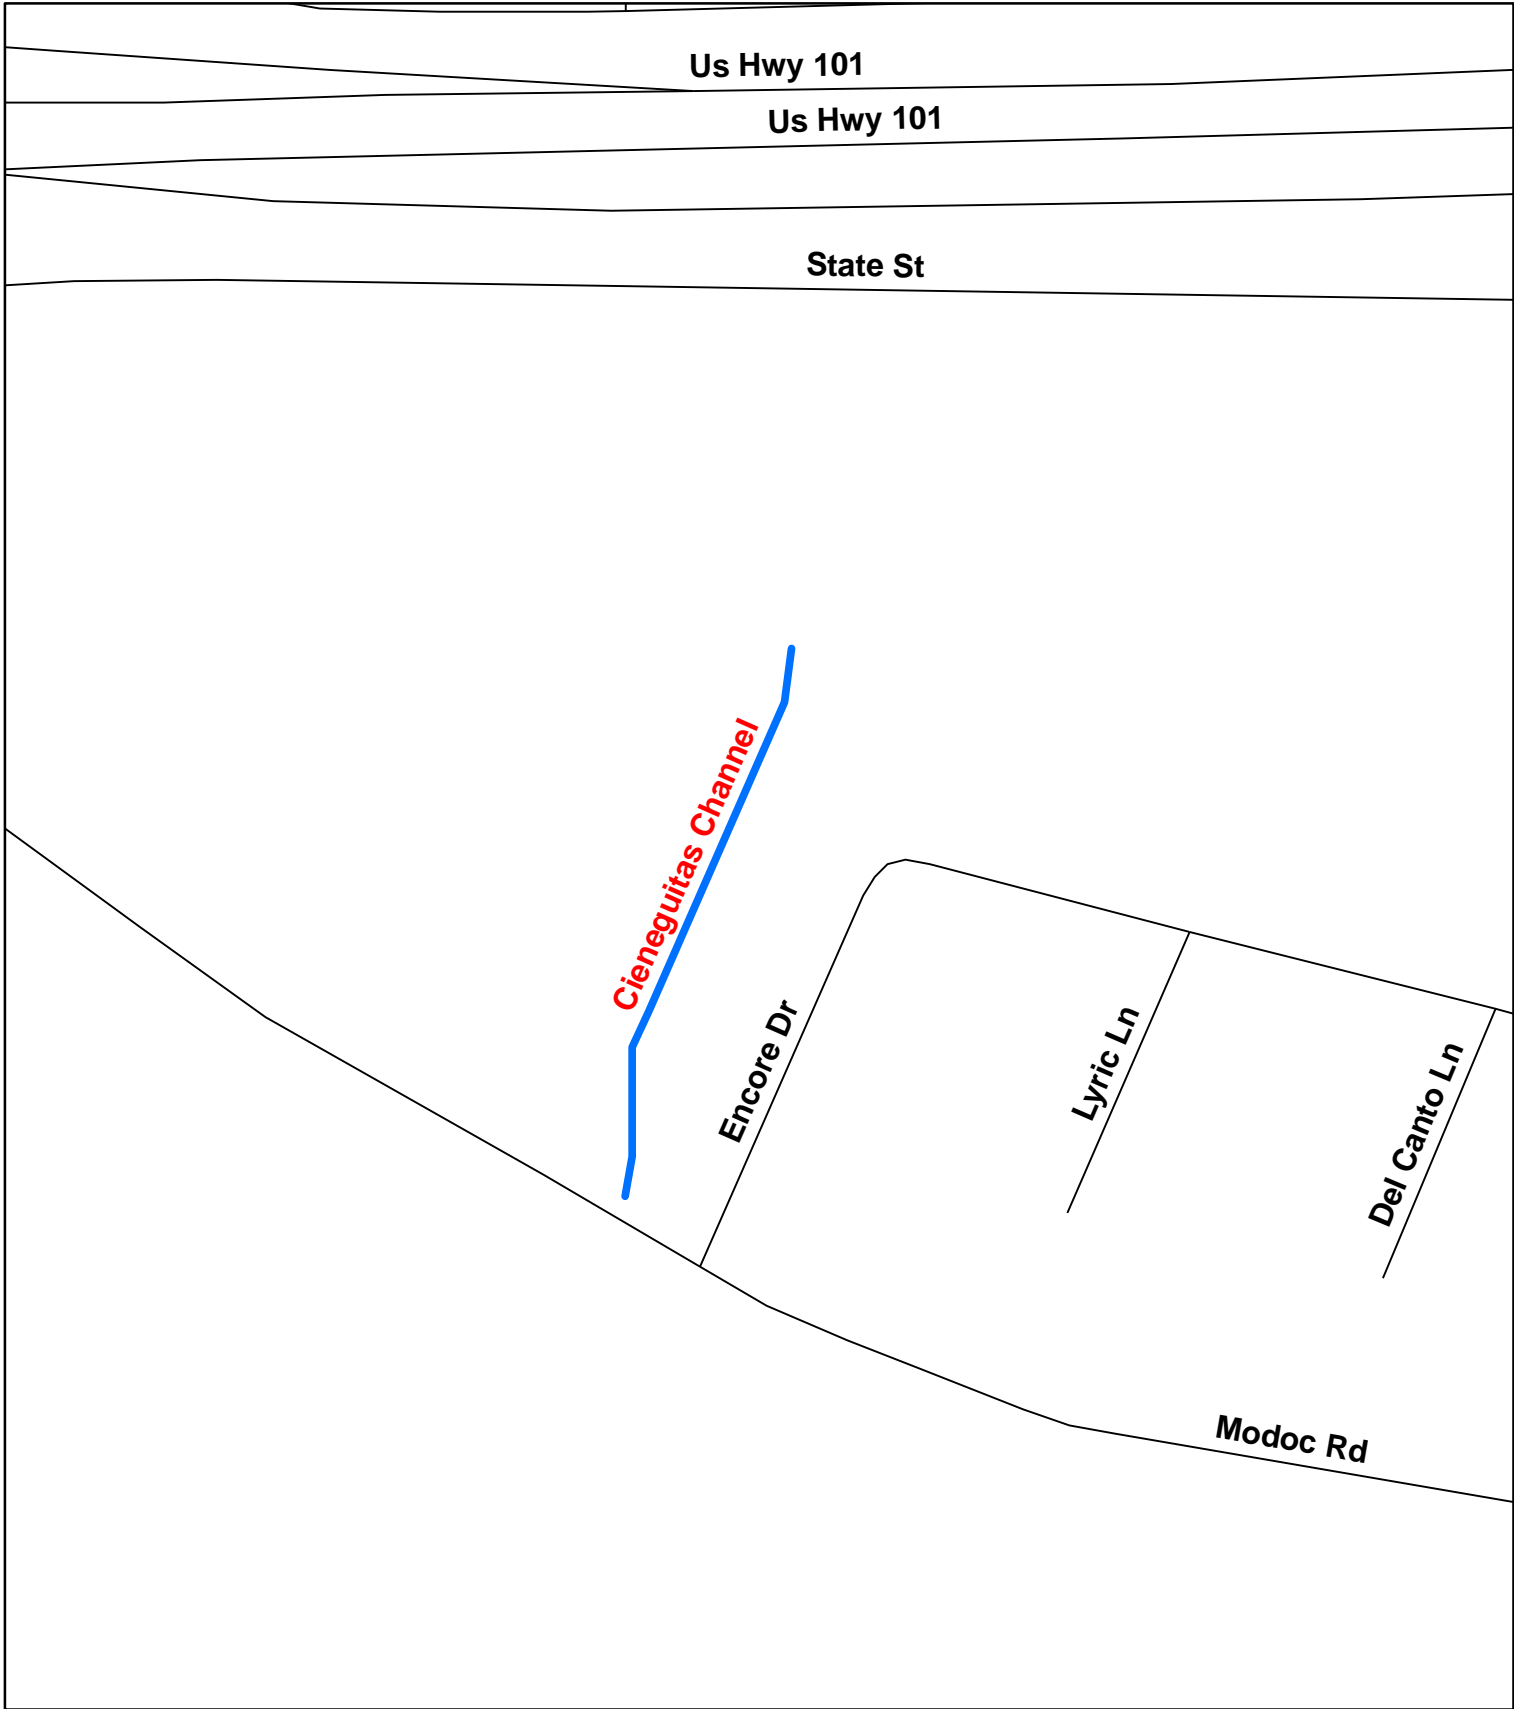 Us Hwy 101
Us Hwy 101
State St
Cieneguitas Channel
Encore Dr
Lyric Ln
Del Canto Ln
Modoc Rd